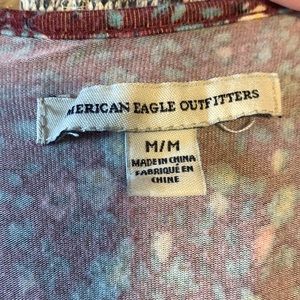 MERICAN EAGLE OUTFITTERS
M/M
MADE IN CHINA
FABRIQUÉ EN
CHINE